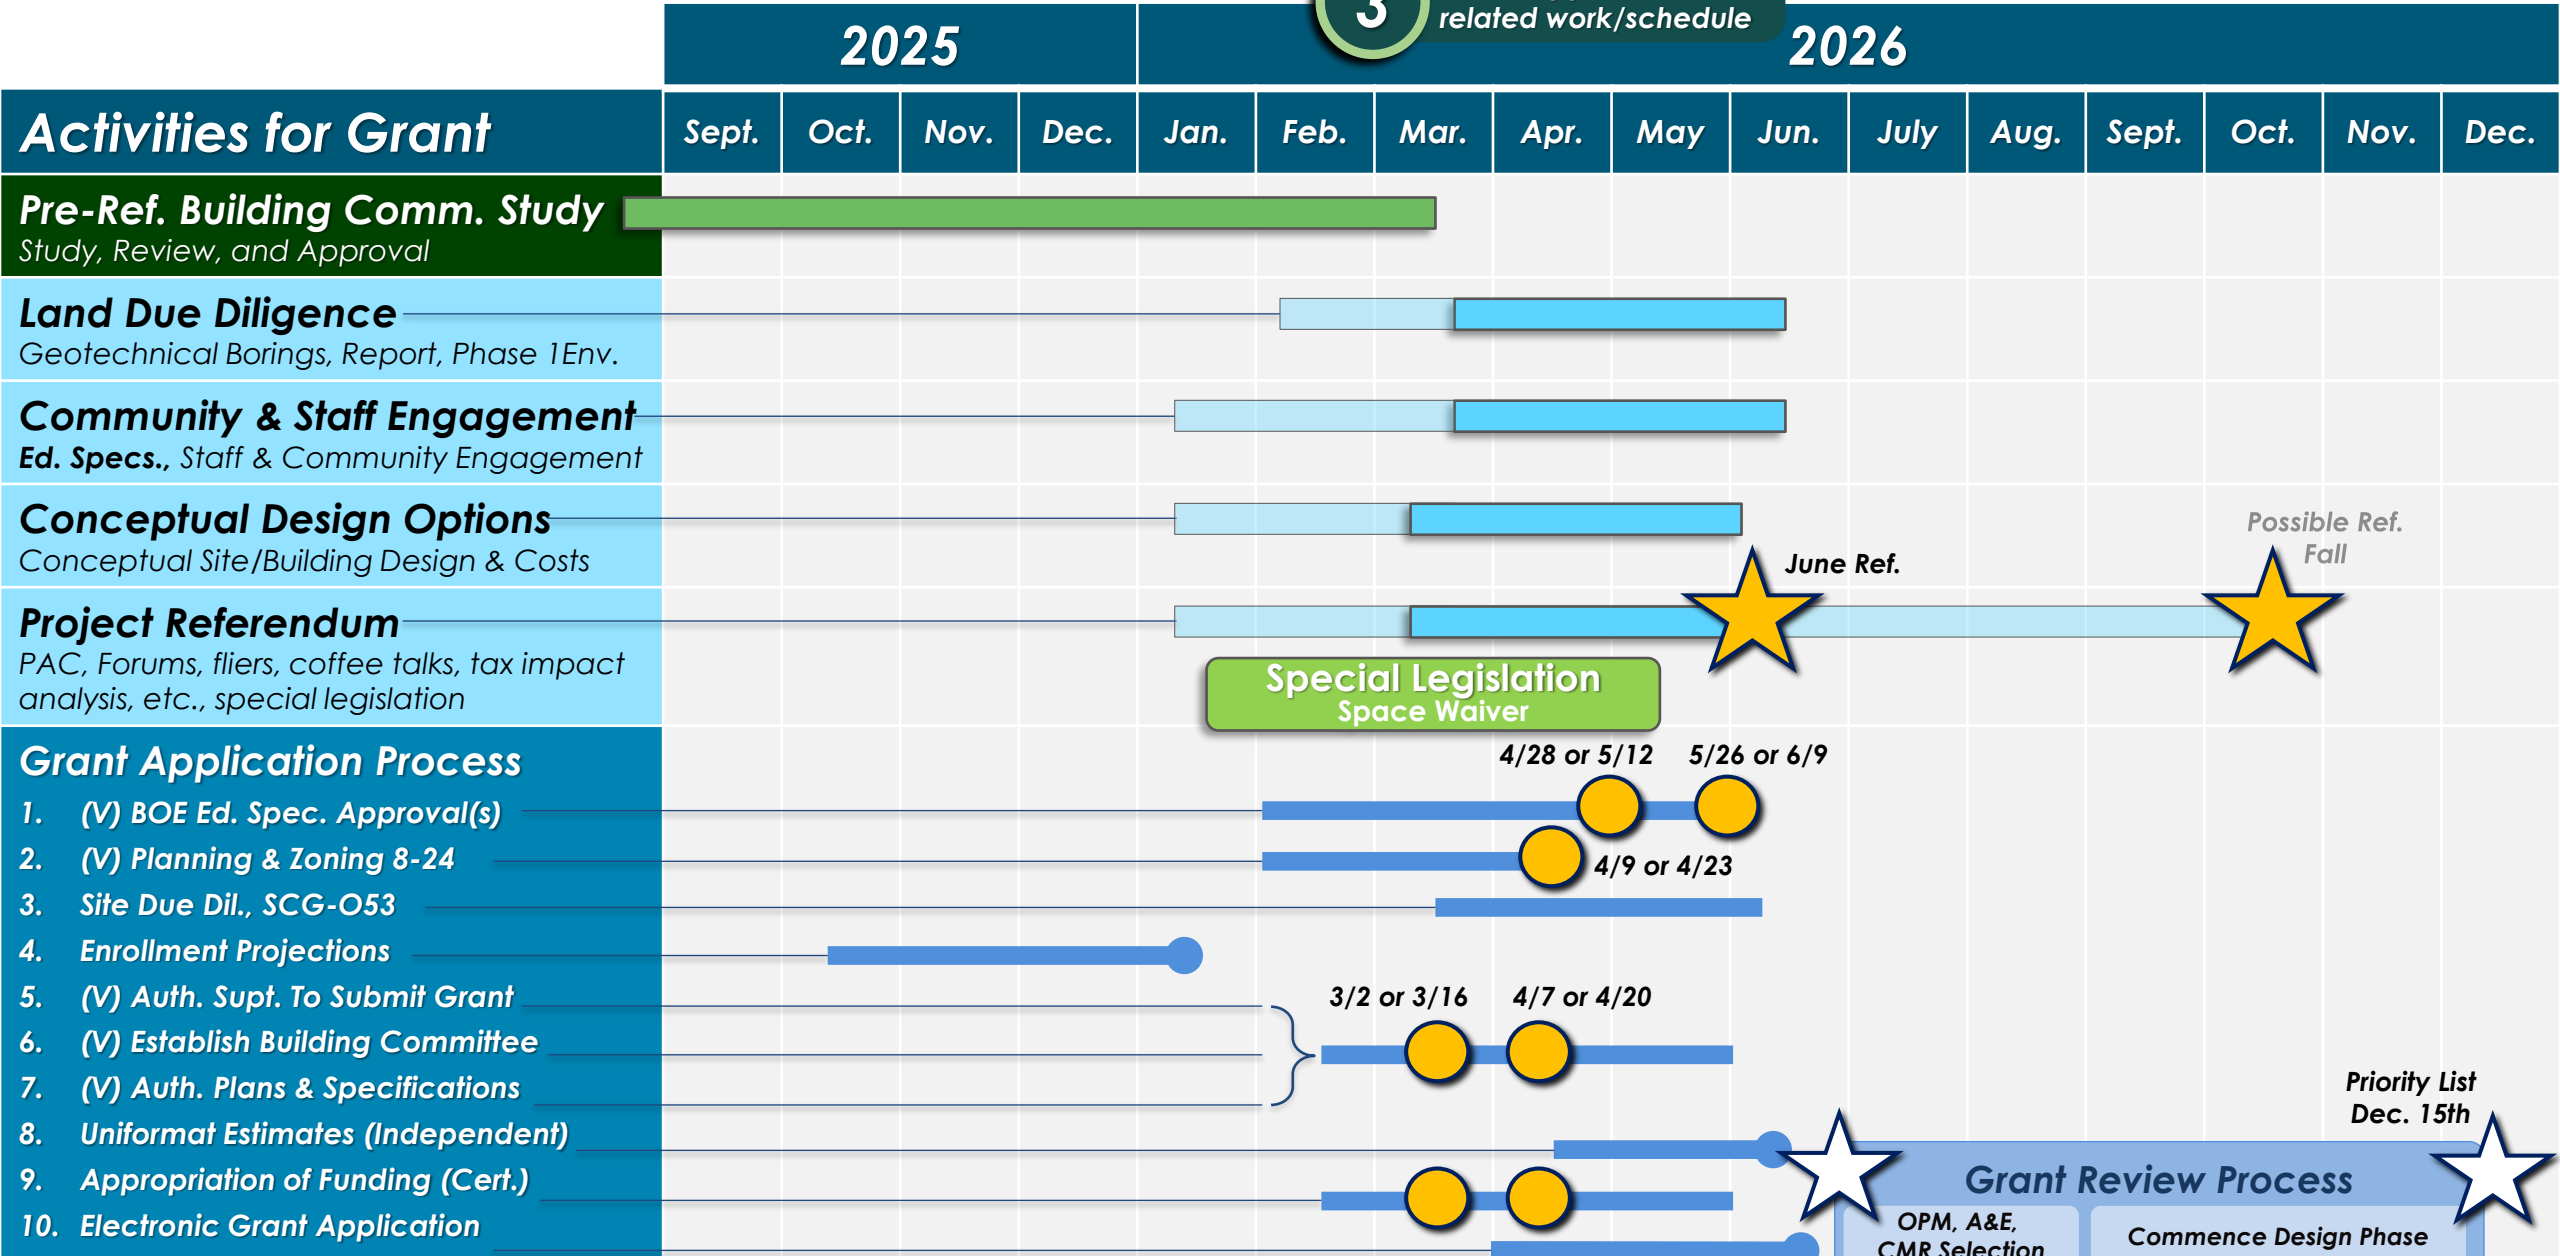 3
related work/schedule
2025
2026
Activities for Grant
Sept.
Oct.
Nov.
Dec.
Jan.
Feb.
Mar.
Apr.
May
Jun.
July
Aug.
Sept.
Oct.
Nov.
Dec.
Pre-Ref. Building Comm. Study
Study, Review, and Approval
Land Due Diligence
Geotechnical Borings, Report, Phase 1Env.
Community & Staff Engagement
Ed. Specs., Staff & Community Engagement
Conceptual Design Options
Conceptual Site/Building Design & Costs
Possible Ref.
Fall
June Ref.
Project Referendum
PAC, Forums, fliers, coffee talks, tax impact
analysis, etc., special legislation
Special Legislation
Space Waiver
Grant Application Process
4/28 or 5/12
5/26 or 6/9
1. (V) BOE Ed. Spec. Approval(s)
2. (V) Planning & Zoning 8-24
4/9 or 4/23
3. Site Due Dil., SCG-O53
4. Enrollment Projections
5. (V) Auth. Supt. To Submit Grant
3/2 or 3/16
4/7 or 4/20
6. (V) Establish Building Committee
7. (V) Auth. Plans & Specifications
Priority List
Dec. 15th
8. Uniformat Estimates (Independent)
9. Appropriation of Funding (Cert.)
Grant Review Process
10. Electronic Grant Application
OPM, A&E,
CMR Selection
Commence Design Phase